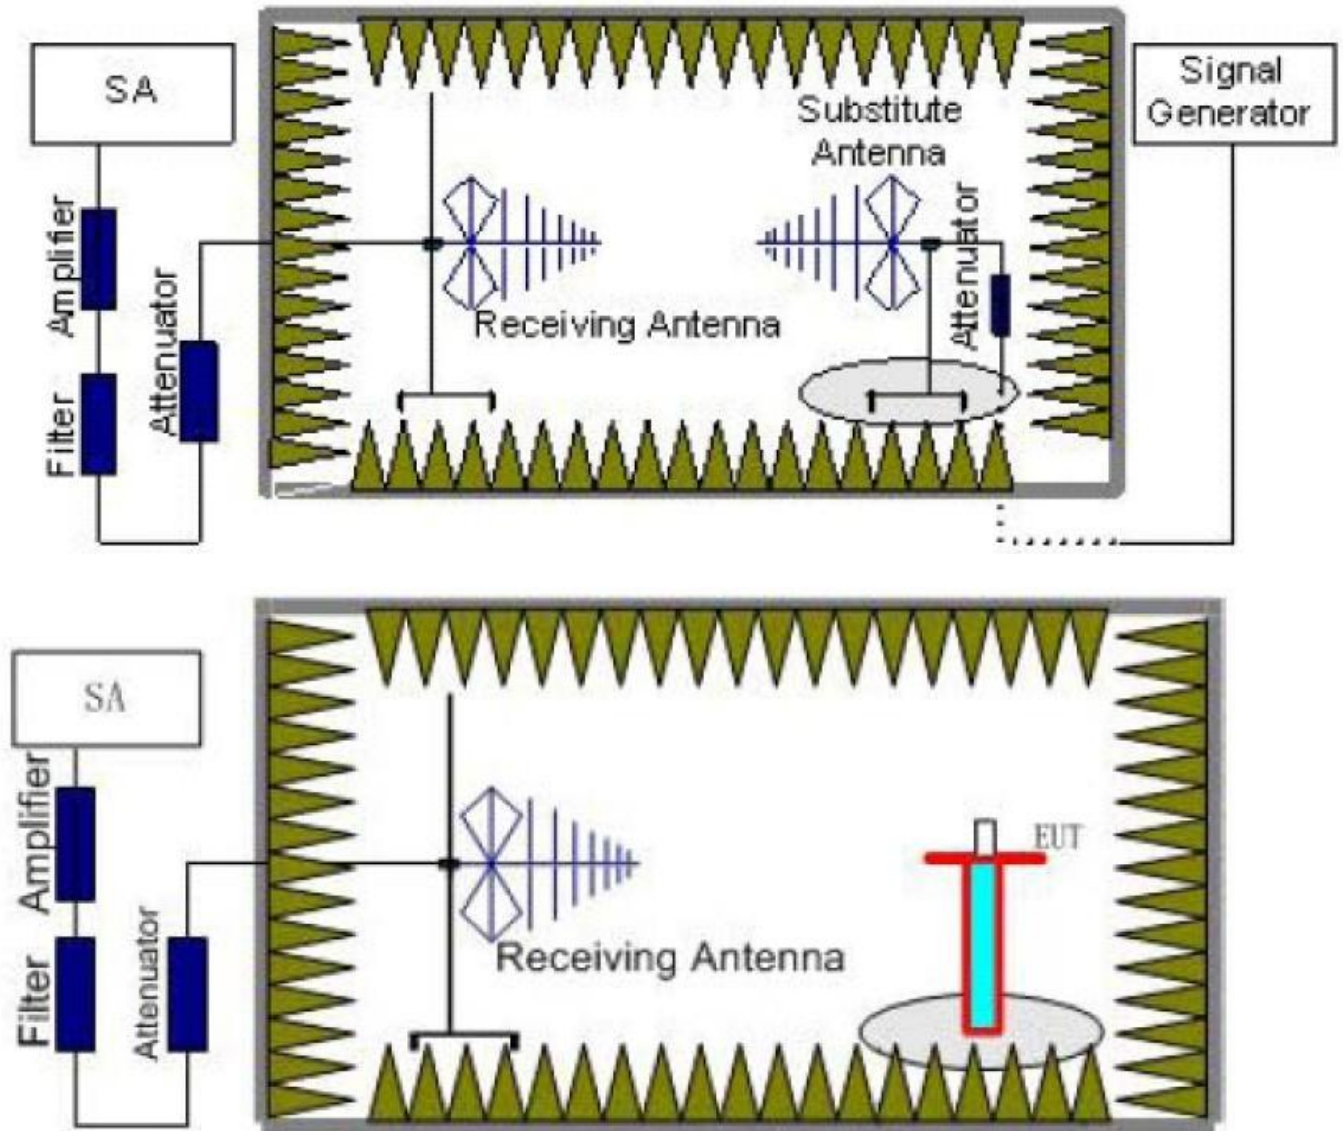 SA
Signal
Generator
Substitute
Antenna
Amplifier
Attenuator
Attenuator
Receiving Antenna
Filter
SA
Amplifier
EUT
Receiving Antenna
Filter
Attenuator